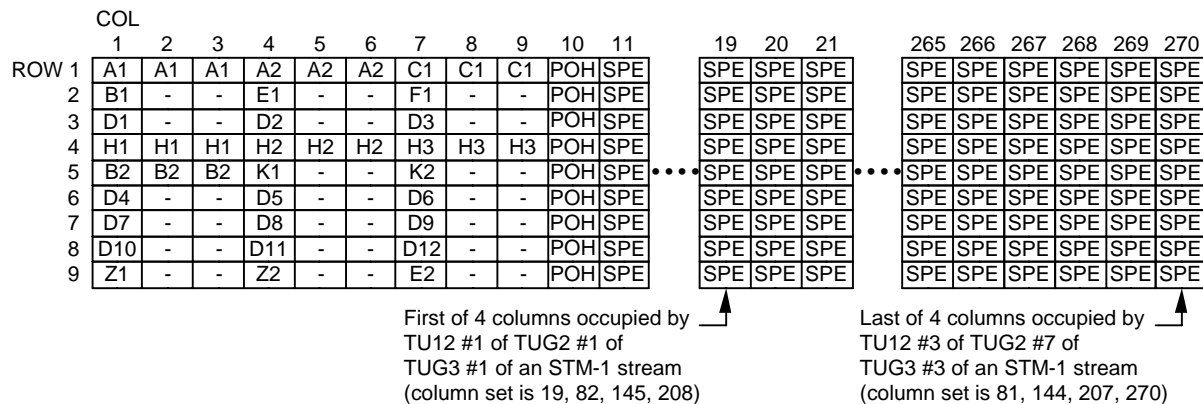 COL
1 2 3 4 5 6 7 8 9 10 11 19 20 21 265 266 267 268 269 270
ROW 1 A1 A1 A1 A2 A2 A2 C1 C1 C1 POH SPE SPE SPE SPE SPE SPE SPE SPE SPE SPE
2 B1 - - E1 - - F1 - - POH SPE SPE SPE SPE SPE SPE SPE SPE SPE SPE
3 D1 - - D2 - - D3 - - POH SPE SPE SPE SPE SPE SPE SPE SPE SPE SPE
4 H1 H1 H1 H2 H2 H2 H3 H3 H3 POH SPE SPE SPE SPE SPE SPE SPE SPE SPE SPE
5 B2 B2 B2 K1 - - K2 - - POH SPE •••• SPE SPE SPE •••• SPE SPE SPE SPE SPE SPE
6 D4 - - D5 - - D6 - - POH SPE SPE SPE SPE SPE SPE SPE SPE SPE SPE
7 D7 - - D8 - - D9 - - POH SPE SPE SPE SPE SPE SPE SPE SPE SPE SPE
8 D10 - - D11 - - D12 - - POH SPE SPE SPE SPE SPE SPE SPE SPE SPE SPE
9 Z1 - - Z2 - - E2 - - POH SPE SPE SPE SPE SPE SPE SPE SPE SPE SPE
First of 4 columns occupied by
TU12 #1 of TUG2 #1 of
TUG3 #1 of an STM-1 stream
(column set is 19, 82, 145, 208)
Last of 4 columns occupied by
TU12 #3 of TUG2 #7 of
TUG3 #3 of an STM-1 stream
(column set is 81, 144, 207, 270)